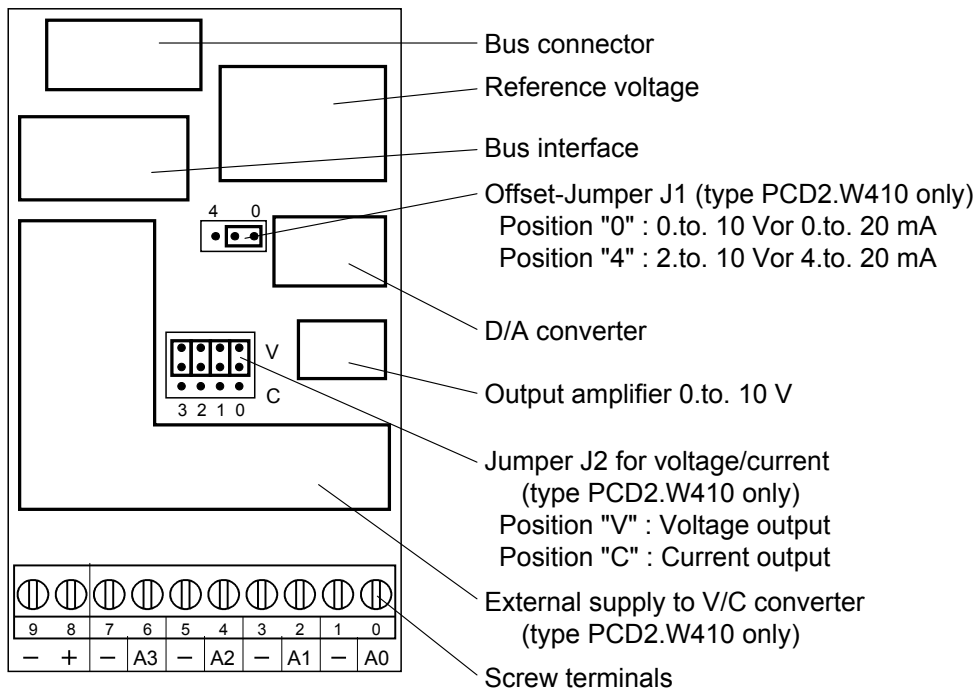 Bus connector
Reference voltage
Bus interface
Offset-Jumper J1 (type PCD2.W410 only)
Position "0" : 0.to. 10 Vor 0.to. 20 mA
Position "4" : 2.to. 10 Vor 4.to. 20 mA
4 0
D/A converter
V
C
3 2 1 0
Output amplifier 0.to. 10 V
Jumper J2 for voltage/current
(type PCD2.W410 only)
Position "V" : Voltage output
Position "C" : Current output
External supply to V/C converter
(type PCD2.W410 only)
9 8 7 6 5 4 3 2 1 0
− + − A3 − A2 − A1 − A0
Screw terminals